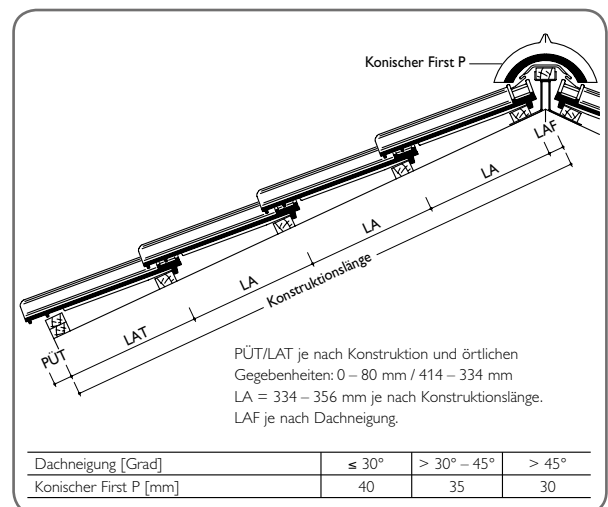 Konischer First P
LAF
LA
LA
LA
Konstruktionslänge
LAT
PÜT
PÜT/LAT je nach Konstruktion und örtlichen
Gegebenheiten: 0 – 80 mm / 414 – 334 mm
LA = 334 – 356 mm je nach Konstruktionslänge.
LAF je nach Dachneigung.
Dachneigung [Grad] ≤ 30° > 30° – 45° > 45°
Konischer First P [mm] 40 35 30